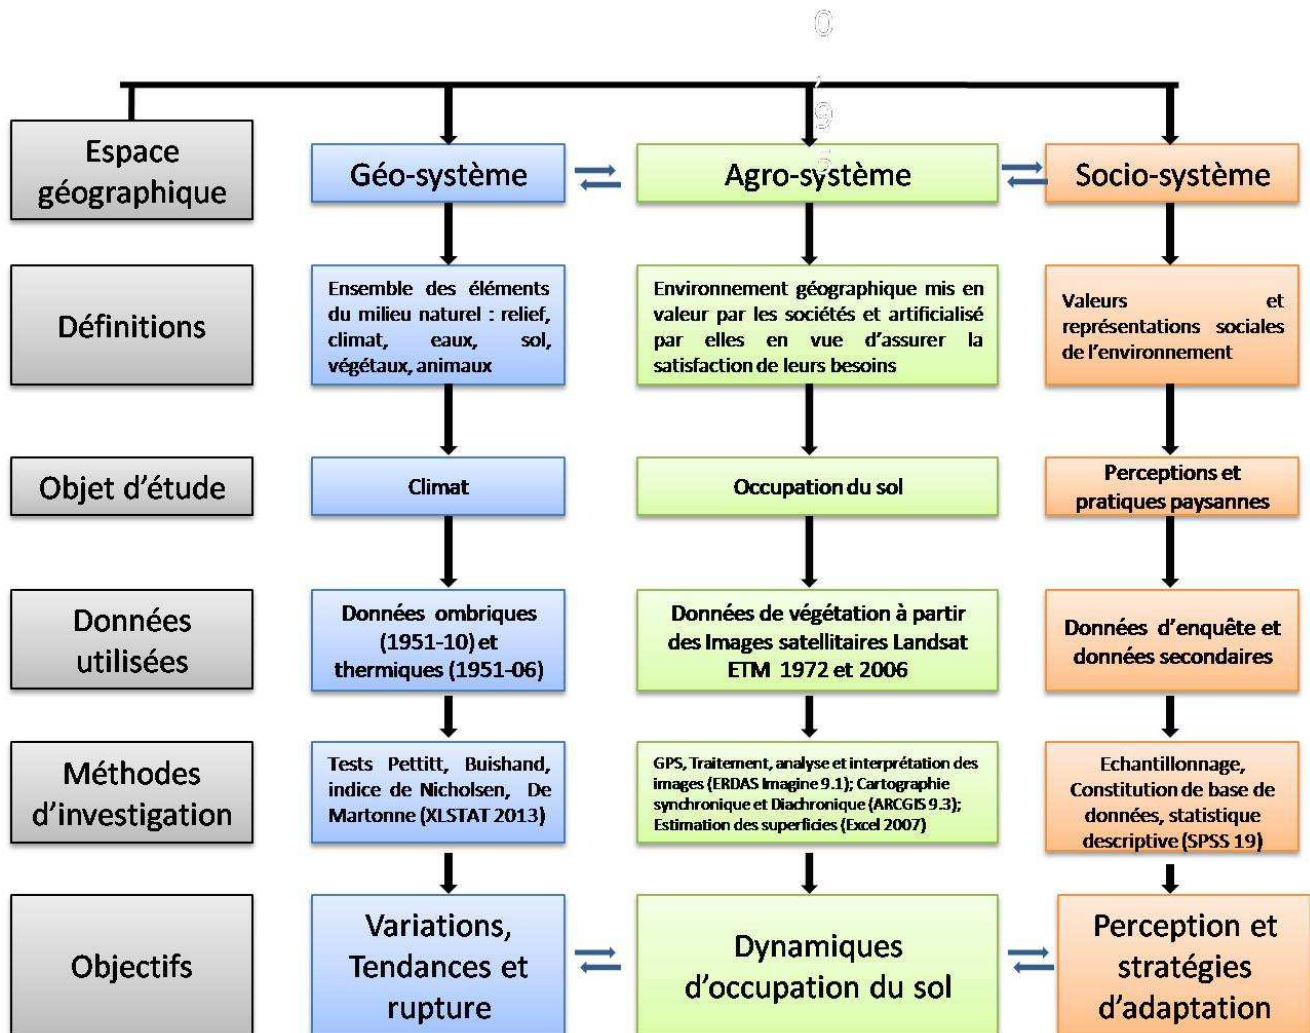 0,95
Espace
géographique
Géo-système
Agro-système
Socio-système
Définitions
Ensemble des éléments
du milieu naturel : relief,
climat, eaux, sol,
végétaux, animaux
Environnement géographique mis en
valeur par les sociétés et artificialisé
par elles en vue d'assurer la
satisfaction de leurs besoins
Valeurs et
représentations sociales
de l'environnement
Objet d'étude
Climat
Occupation du sol
Perceptions et
pratiques paysannes
Données
utilisées
Données ombriques
(1951-10) et
thermiques (1951-06)
Données de végétation à partir
des Images satellitaires Landsat
ETM 1972 et 2006
Données d'enquête et
données secondaires
Méthodes
d'investigation
Tests Pettitt, Buishand,
indice de Nicholsen, De
Martonne (XLSTAT 2013)
GPS, Traitement, analyse et interprétation des
images (ERDAS Imagine 9.1); Cartographie
synchronique et Diachronique (ARCGIS 9.3);
Estimation des superficies (Excel 2007)
Echantillonnage,
Constitution de base de
données, statistique
descriptive (SPSS 19)
Objectifs
Variations,
Tendances et
rupture
Dynamiques
d'occupation du sol
Perception et
stratégies
d'adaptation